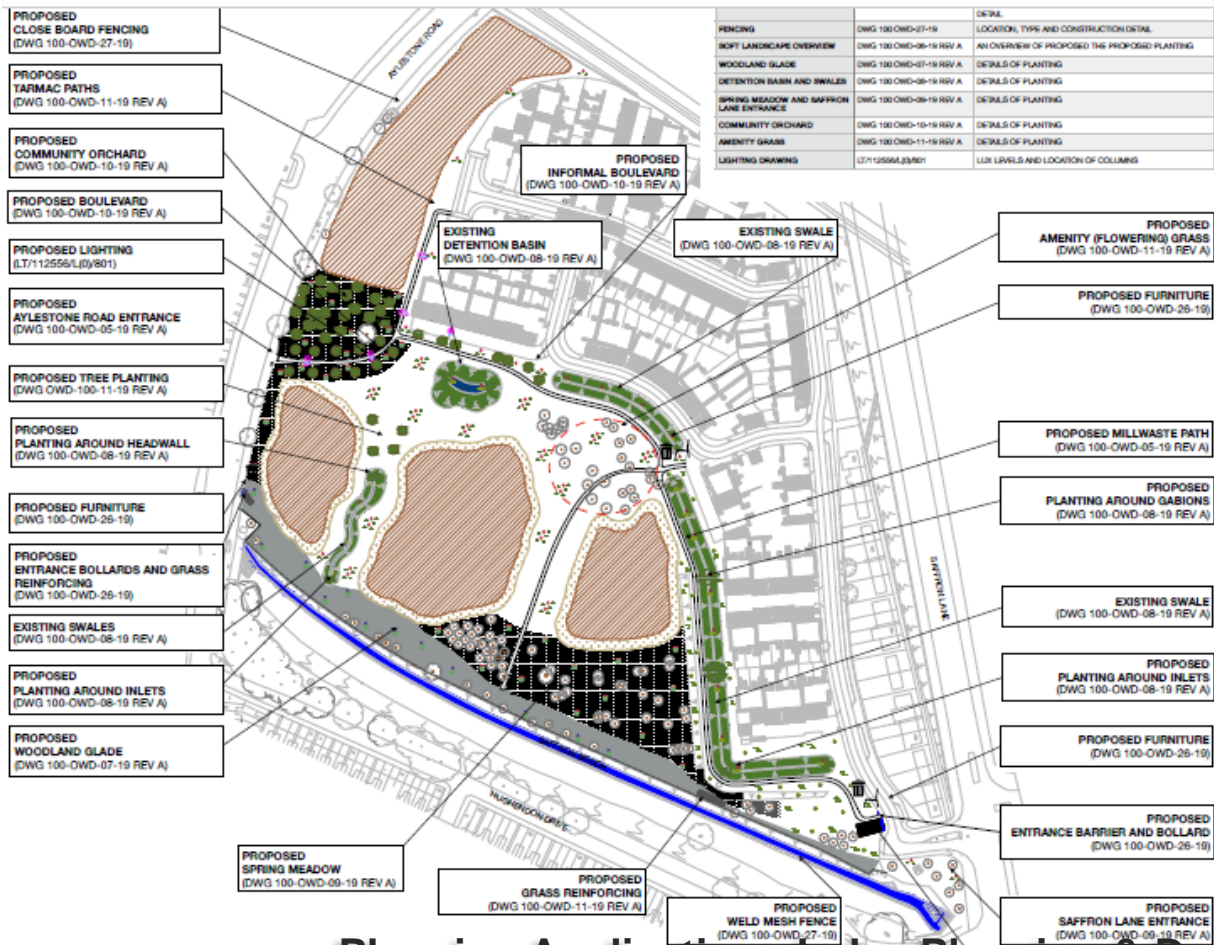 PROPOSED
CLOSE BOARD FENCING
(DWG 100-OWD-27-19)
PROPOSED
TARMAC PATHS
(DWG 100-OWD-11-19 REV A)
PROPOSED
COMMUNITY ORCHARD
(DWG 100-OWD-10-19 REV A)
PROPOSED BOULEVARD
(DWG 100-OWD-10-19 REV A)
PROPOSED LIGHTING
(LT/112556/L(0)/801)
PROPOSED
AYLESTONE ROAD ENTRANCE
(DWG 100-OWD-05-19 REV A)
PROPOSED TREE PLANTING
(DWG OWD-100-11-19 REV A)
PROPOSED
PLANTING AROUND HEADWALL
(DWG 100-OWD-08-19 REV A)
PROPOSED FURNITURE
(DWG 100-OWD-26-19)
PROPOSED
ENTRANCE BOLLARDS AND GRASS
REINFORCING
(DWG 100-OWD-26-19)
EXISTING SWALES
(DWG 100-OWD-08-19 REV A)
PROPOSED
PLANTING AROUND INLETS
(DWG 100-OWD-08-19 REV A)
PROPOSED
WOODLAND GLADE
(DWG 100-OWD-07-19 REV A)
AYLESTONE ROAD
DETAIL
FENCING DWG 100 OWD-27-19 LOCATION, TYPE AND CONSTRUCTION DETAIL
SOFT LANDSCAPE OVERVIEW DWG 100 OWD-06-19 REV A AN OVERVIEW OF PROPOSED THE PROPOSED PLANTING
WOODLAND GLADE DWG 100 OWD-07-19 REV A DETAILS OF PLANTING
DETENTION BASIN AND SWALES DWG 100 OWD-08-19 REV A DETAILS OF PLANTING
SPRING MEADOW AND SAFFRON
LANE ENTRANCE DWG 100 OWD-09-19 REV A DETAILS OF PLANTING
COMMUNITY ORCHARD DWG 100 OWD-10-19 REV A DETAILS OF PLANTING
AMENITY GRASS DWG 100 OWD-11-19 REV A DETAILS OF PLANTING
LIGHTING DRAWING LT/112556/L(0)/801 LUX LEVELS AND LOCATION OF COLUMNS
PROPOSED
INFORMAL BOULEVARD
(DWG 100-OWD-10-19 REV A)
EXISTING
DETENTION BASIN
(DWG 100-OWD-08-19 REV A)
EXISTING SWALE
(DWG 100-OWD-08-19 REV A)
PROPOSED
AMENITY (FLOWERING) GRASS
(DWG 100-OWD-11-19 REV A)
PROPOSED FURNITURE
(DWG 100-OWD-26-19)
PROPOSED MILLWASTE PATH
(DWG 100-OWD-05-19 REV A)
PROPOSED
PLANTING AROUND GABIONS
(DWG 100-OWD-08-19 REV A)
SAFFRON LANE
EXISTING SWALE
(DWG 100-OWD-08-19 REV A)
PROPOSED
PLANTING AROUND INLETS
(DWG 100-OWD-08-19 REV A)
PROPOSED FURNITURE
(DWG 100-OWD-26-19)
PROPOSED
ENTRANCE BARRIER AND BOLLARD
(DWG 100-OWD-26-19)
PROPOSED
SAFFRON LANE ENTRANCE
(DWG 100-OWD-09-19 REV A)
HUGHENDON DRIVE
PROPOSED
SPRING MEADOW
(DWG 100-OWD-09-19 REV A)
PROPOSED
GRASS REINFORCING
(DWG 100-OWD-11-19 REV A)
PROPOSED
WELD MESH FENCE
(DWG 100-OWD-27-19)